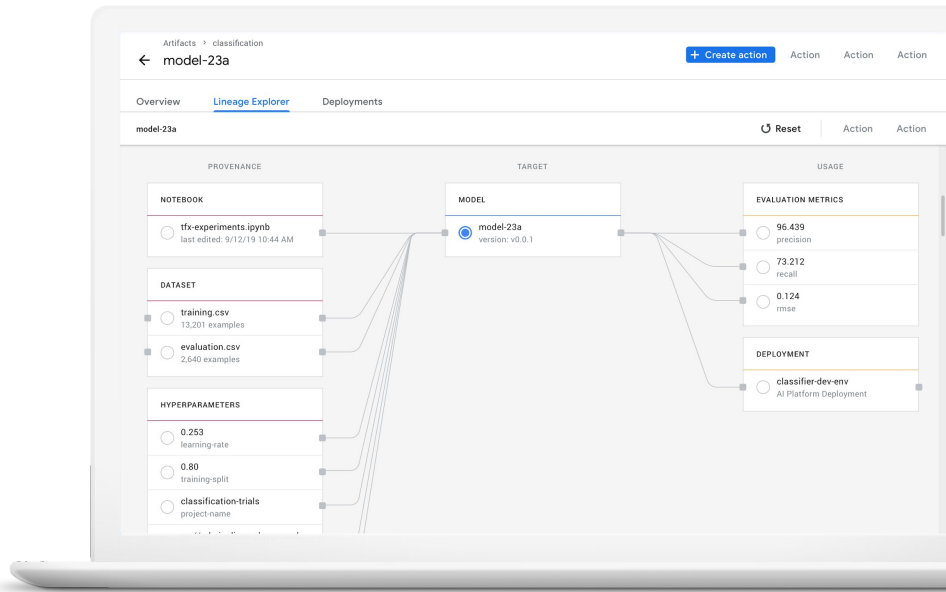 Artifacts > classification
← model-23a
+ Create action
Action
Action
Action
Overview
Lineage Explorer
Deployments
model-23a
Reset
Action
Action
PROVENANCE
TARGET
USAGE
NOTEBOOK
tfx-experiments.ipynb
last edited: 9/12/19 10:44 AM
DATASET
training.csv
13,201 examples
evaluation.csv
2,640 examples
HYPERPARAMETERS
0.253
learning-rate
0.80
training-split
classification-trials
project-name
MODEL
model-23a
version: v0.0.1
EVALUATION METRICS
96.439
precision
73.212
recall
0.124
rmse
DEPLOYMENT
classifier-dev-env
AI Platform Deployment